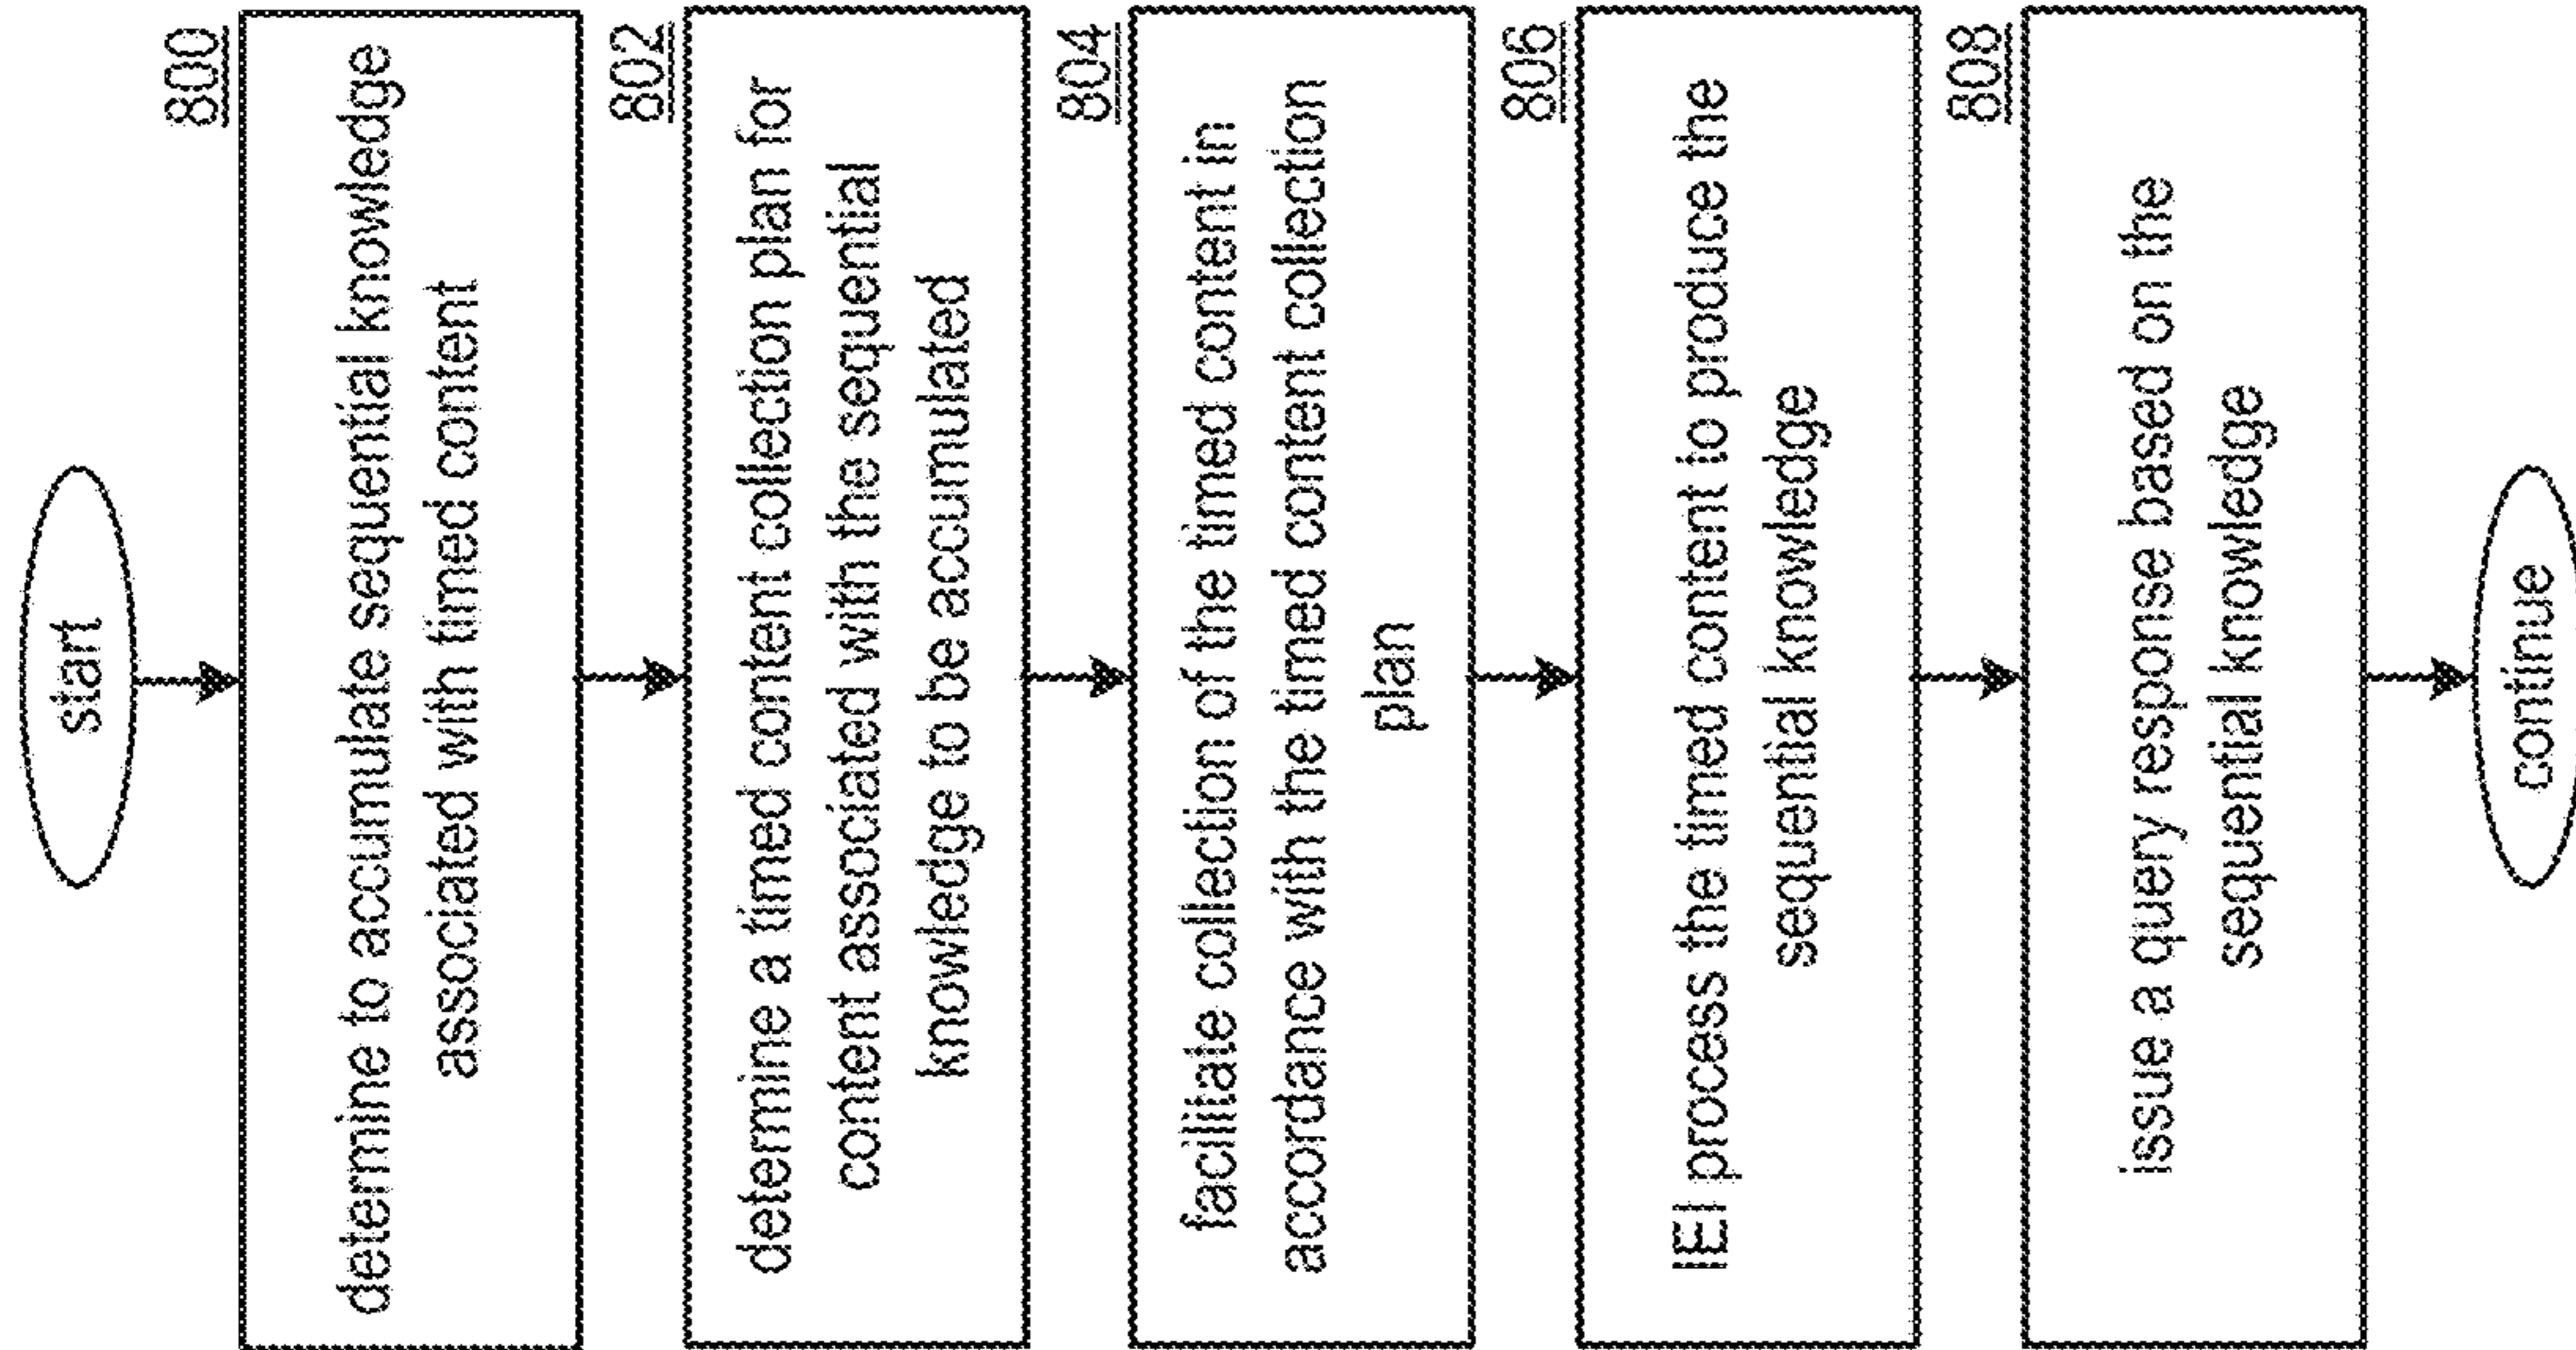 start
800
determine to accumulate sequential knowledge
associated with timed content
802
determine a timed content collection plan for
content associated with the sequential
knowledge to be accumulated
804
facilitate collection of the timed content in
accordance with the timed content collection
plan
806
IEI process the timed content to produce the
sequential knowledge
808
issue a query response based on the
sequential knowledge
continue